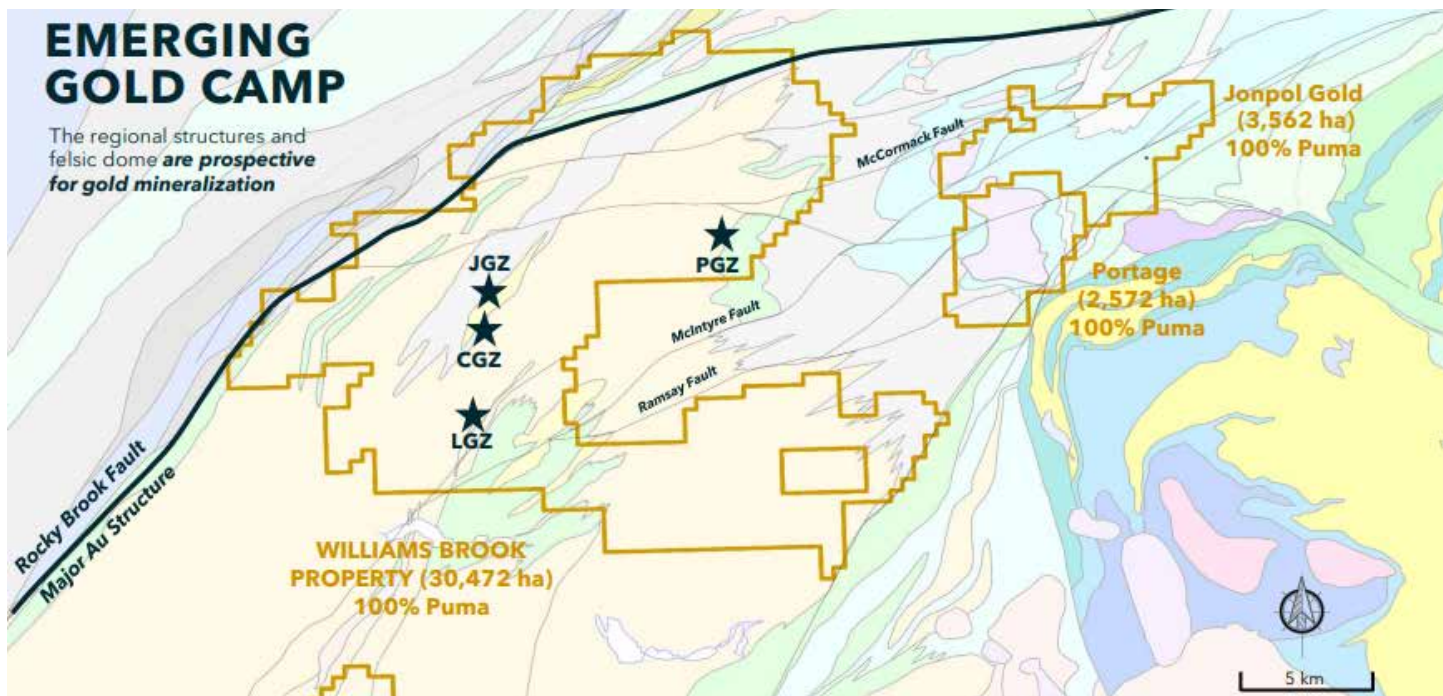 EMERGING
GOLD CAMP
The regional structures and
felsic dome are prospective
for gold mineralization
Jonpol Gold
(3,562 ha)
100% Puma
McCormack Fault
PGZ
JGZ
Portage
(2,572 ha)
100% Puma
McIntyre Fault
CGZ
Ramsay Fault
LGZ
Rocky Brook Fault
Major Au Structure
WILLIAMS BROOK
PROPERTY (30,472 ha)
100% Puma
5 km